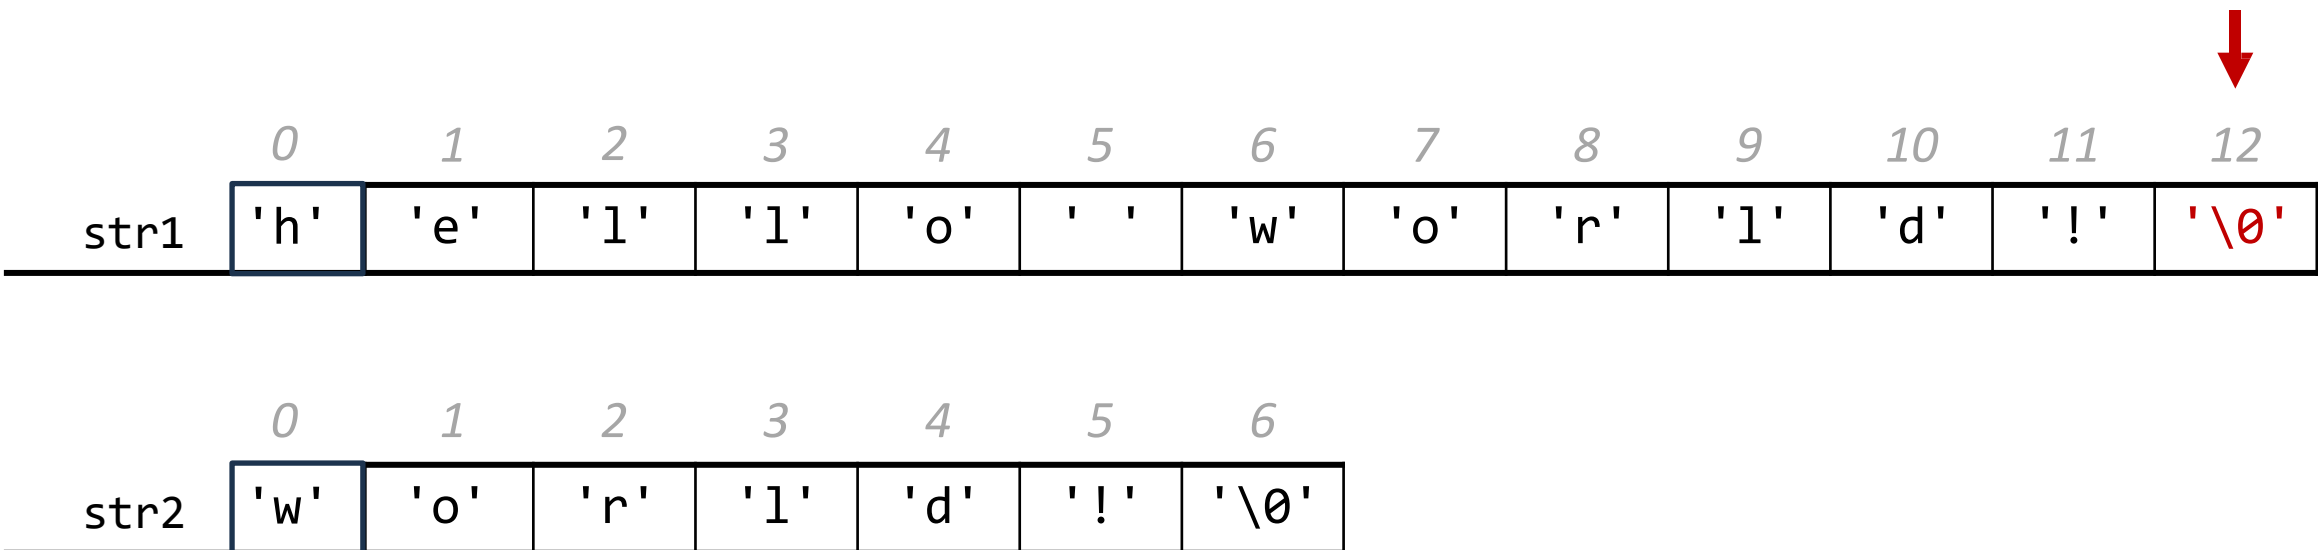 0 1 2 3 4 5 6 7 8 9 10 11 12
str1 'h' 'e' 'l' 'l' 'o' ' ' 'w' 'o' 'r' 'l' 'd' '!' '\0'
0 1 2 3 4 5 6
str2 'w' 'o' 'r' 'l' 'd' '!' '\0'